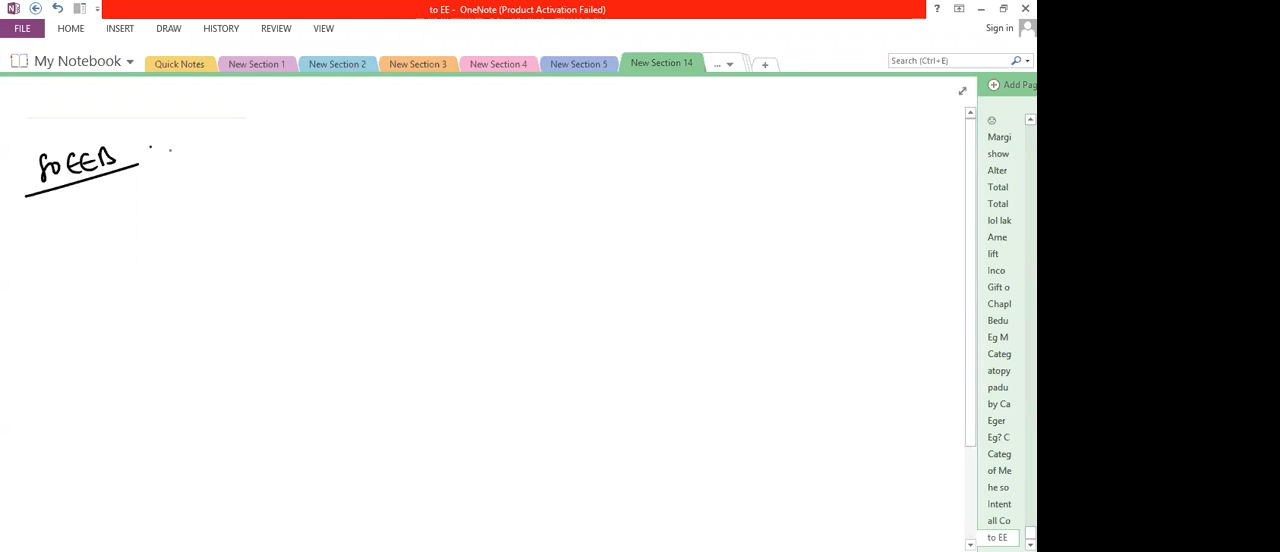 to EE - OneNote (Product Activation Failed)
FILE HOME INSERT DRAW HISTORY REVIEW VIEW
Sign in
My Notebook Quick Notes New Section 1 New Section 2 New Section 3 New Section 4 New Section 5 New Section 14 ... +
Search (Ctrl+E)
Add Pag
80EEB
Margi
show
Alter
Total
Total
lol lak
Ame
lift
Inco
Gift o
Chapl
Bedu
Eg M
Categ
atopy
padu
by Ca
Eger
Eg? C
Categ
of Me
he so
Intent
all Co
to EE